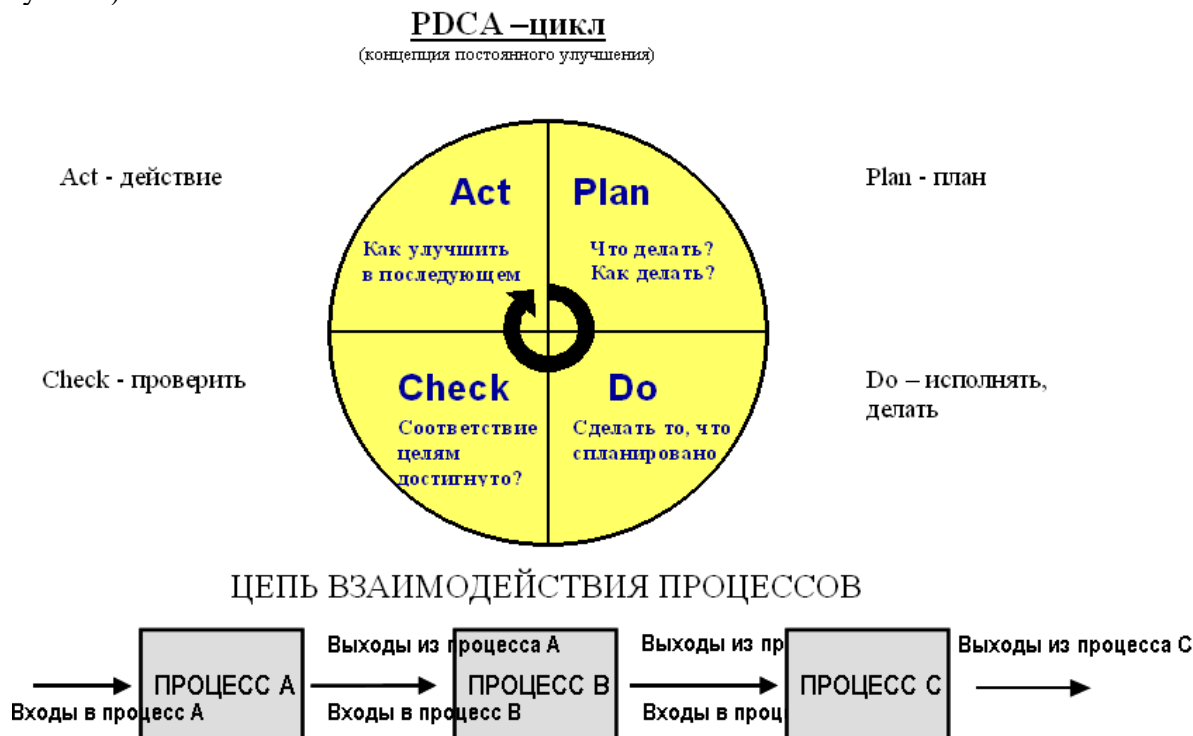 PDCA –цикл
(концепция постоянного улучшения)
Act - действие
Plan - план
Act
Plan
Как улучшить
в последующем
Что делать?
Как делать?
Check - проверить
Do – исполнять,
делать
Check
Do
Соответствие
целям
достигнуто?
Сделать то, что
спланировано
ЦЕПЬ ВЗАИМОДЕЙСТВИЯ ПРОЦЕССОВ
Выходы из процесса А
Выходы из
Выходы из процесса С
ПРОЦЕСС А
ПРОЦЕСС В
ПРОЦЕСС С
Входы в процесс А
Входы в процесс В
Входы в